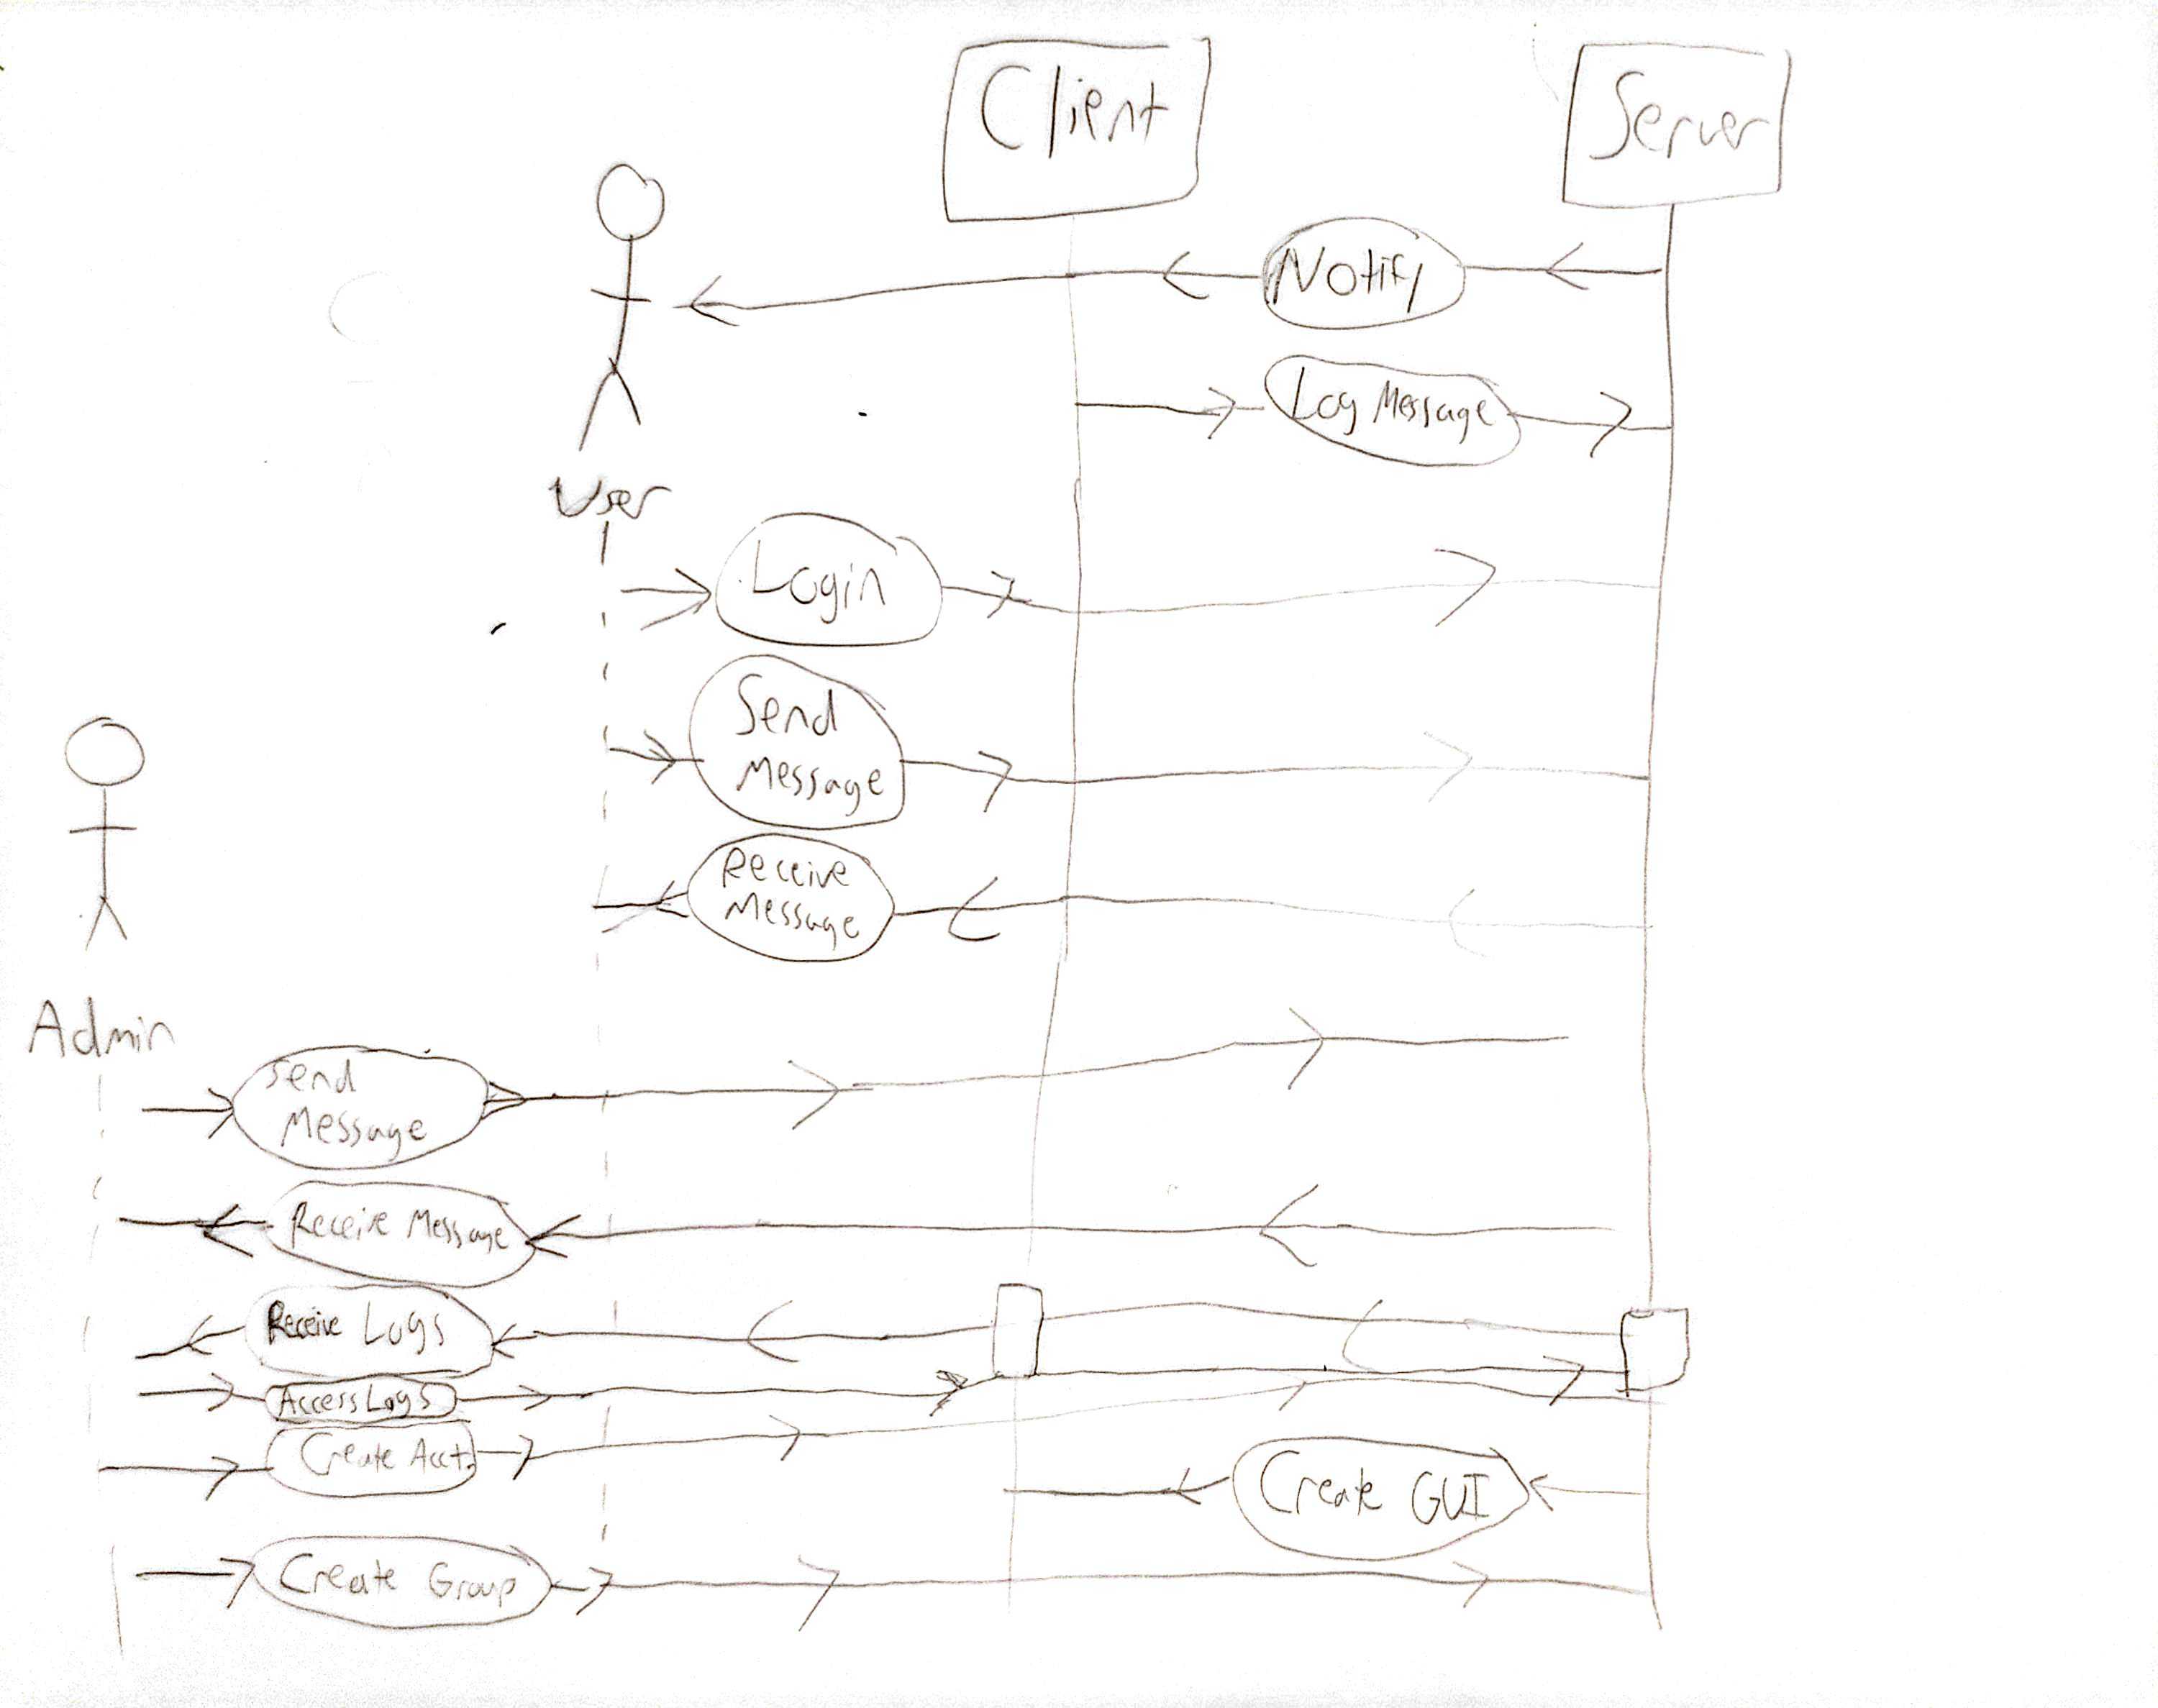 Client
Server
Notify
Log Message
User
Login
Send
Message
Receive
Message
Admin
Send
Message
Receive Message
Receive Logs
Access Logs
Create Acct.
Create GUI
Create Group